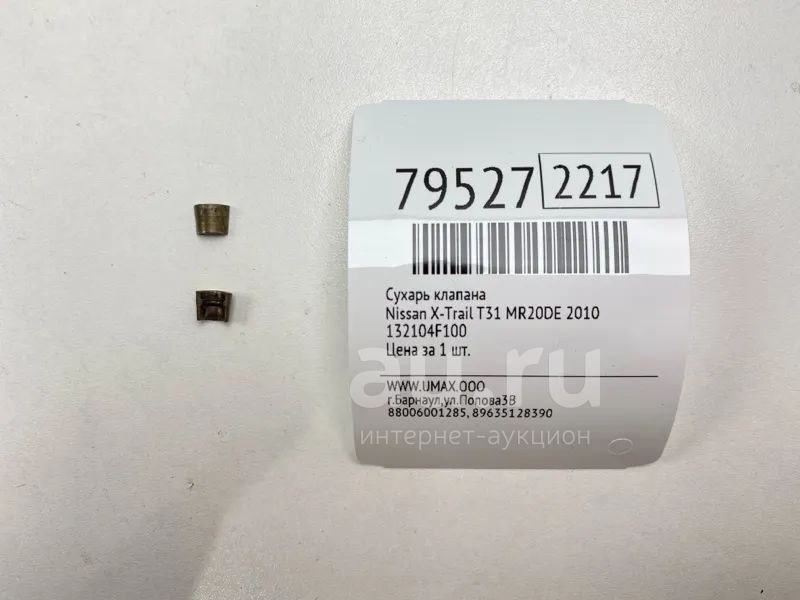 79527 2217
Сухарь клапана
Nissan X-Trail T31 MR20DE 2010
132104F100
Цена за 1 шт.
au.ru
WWW.UMAX.OOO
г.Барнаул,ул.Попова3В
88006001285, 89635128390
интернет-аукцион